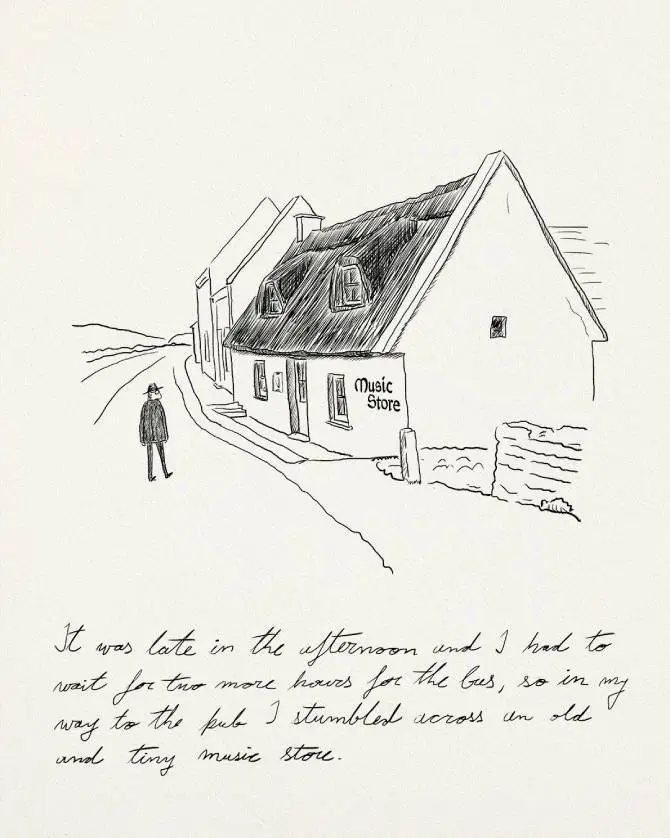 Music
Store
It was late in the afternoon and I had to
wait for two more hours for the bus, so in my
way to the pub I stumbled across an old
and tiny music store.